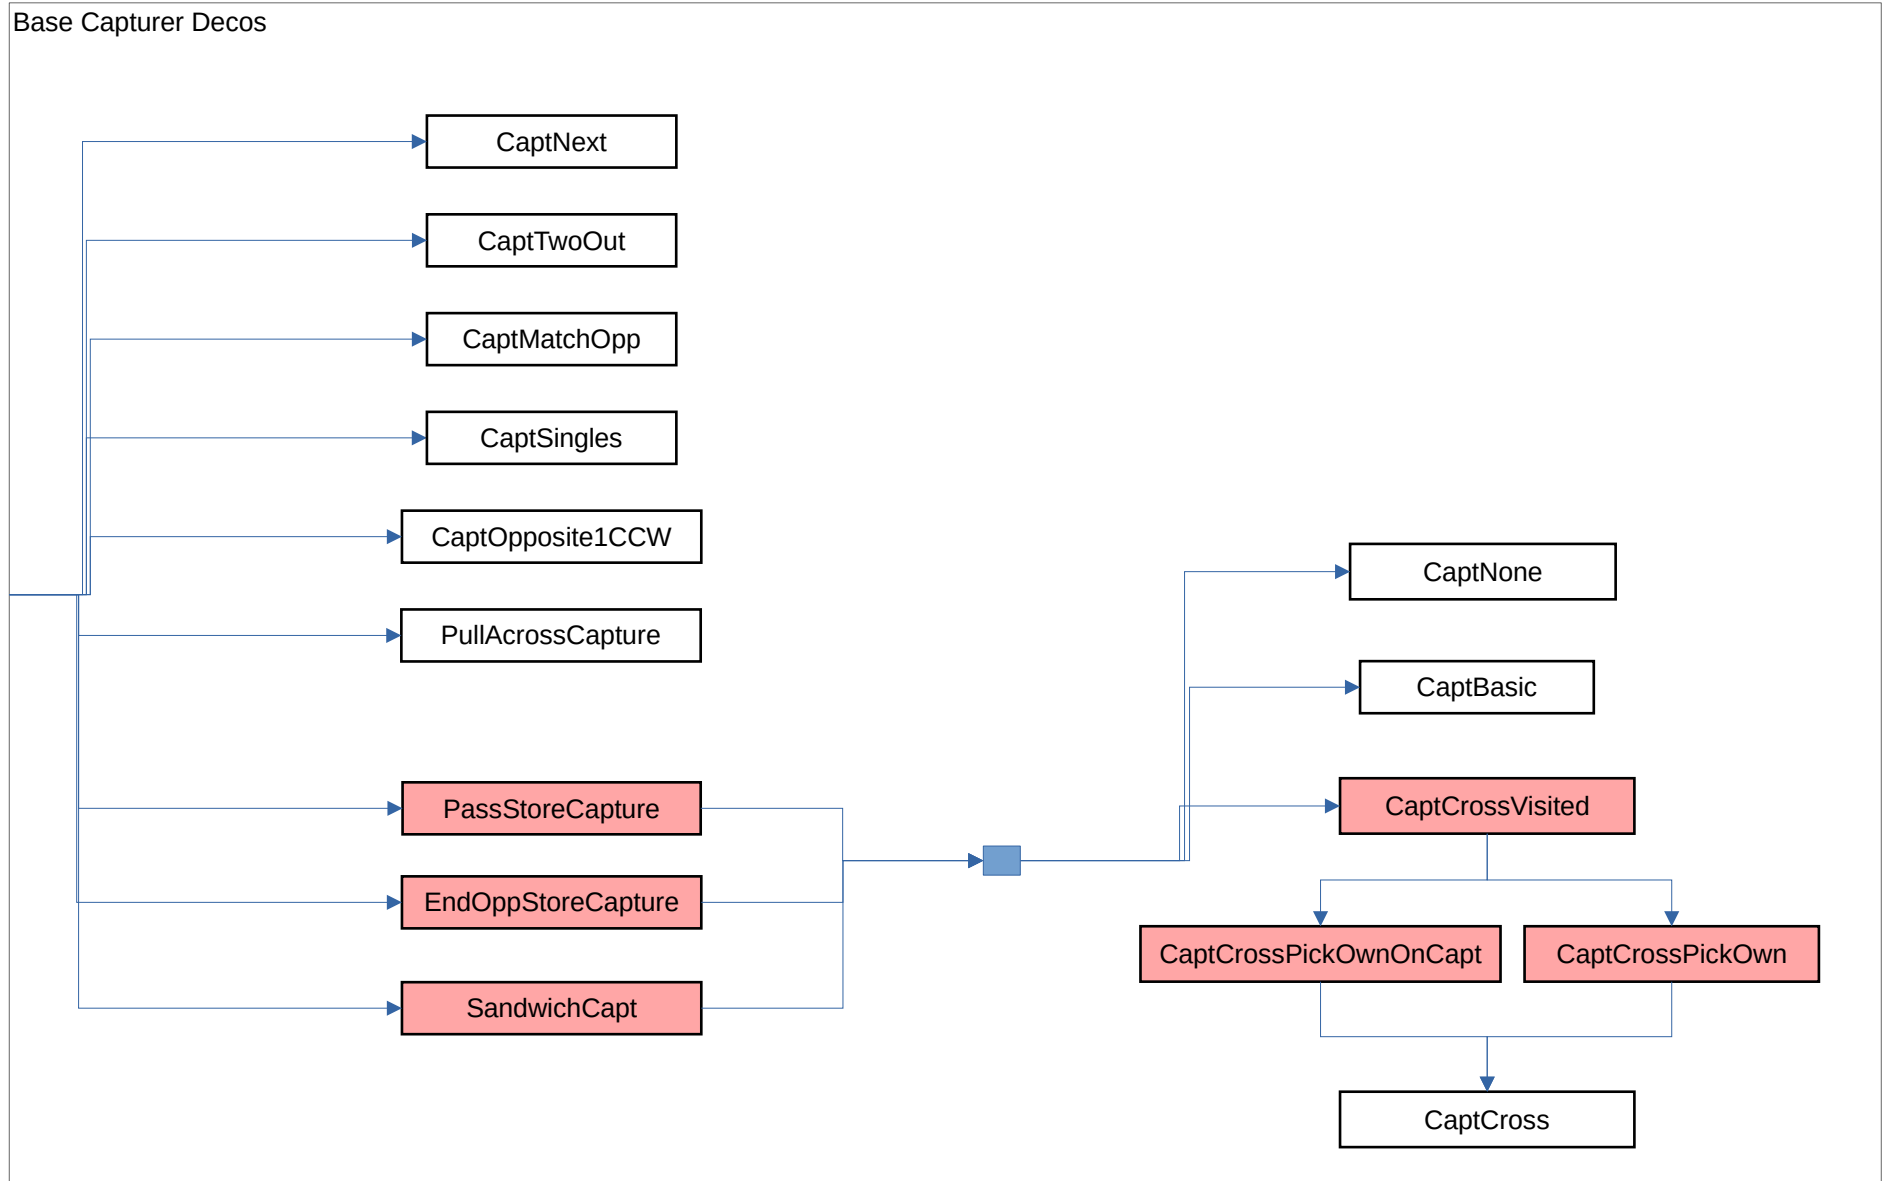 Base Capturer Decos
CaptNext
CaptTwoOut
CaptMatchOpp
CaptSingles
CaptOpposite1CCW
PullAcrossCapture
PassStoreCapture
EndOppStoreCapture
SandwichCapt
CaptNone
CaptBasic
CaptCrossVisited
CaptCrossPickOwnOnCapt
CaptCrossPickOwn
CaptCross